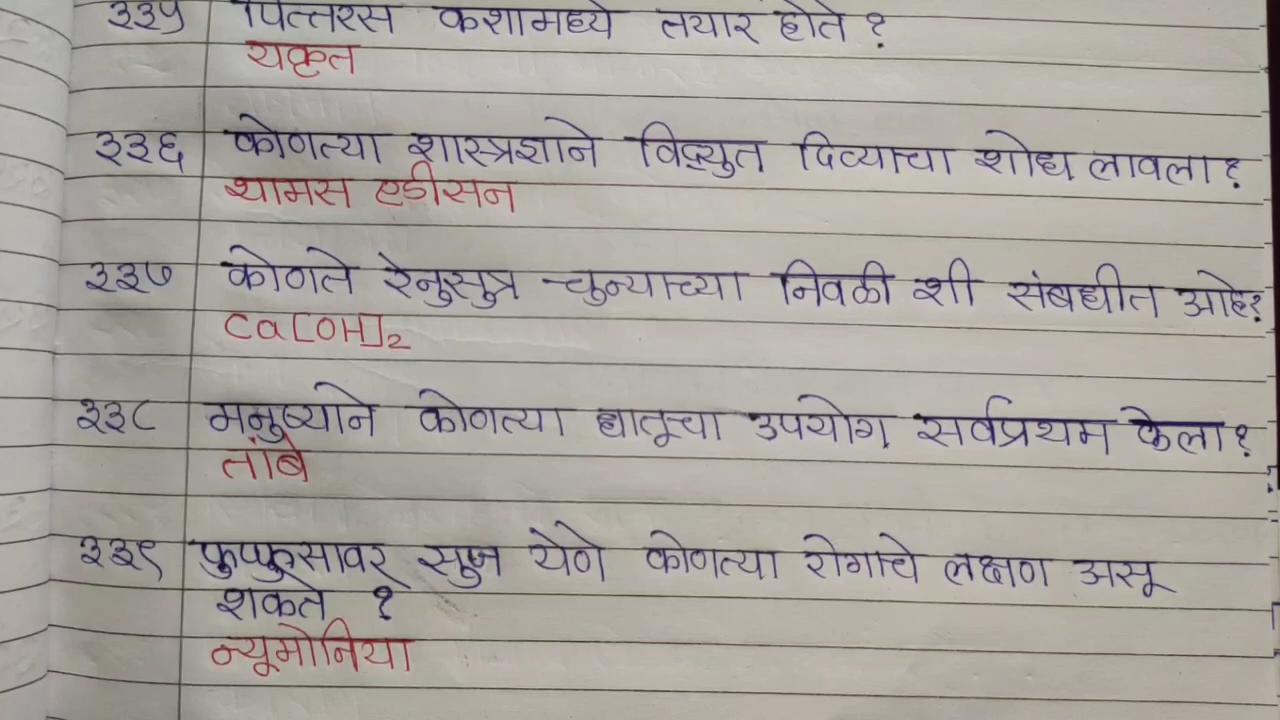 ३३५ पित्तरस कशामध्ये तयार होते ?
यकृत
३३६ कोणत्या शास्त्रज्ञाने विद्युत दिव्याचा शोध लावला ?
थामस एडीसन
३३७ कोणते रेनुसुत्र चुन्याच्या निवळी शी संबधीत आहे ?
Ca[OH]₂
३३८ मनुष्याने कोणत्या धातूचा उपयोग सर्वप्रथम केला ?
तांबे
३३९ फुफ्फुसावर सुज येणे कोणत्या रोगाचे लक्षण असू
शकते ?
न्यूमोनिया